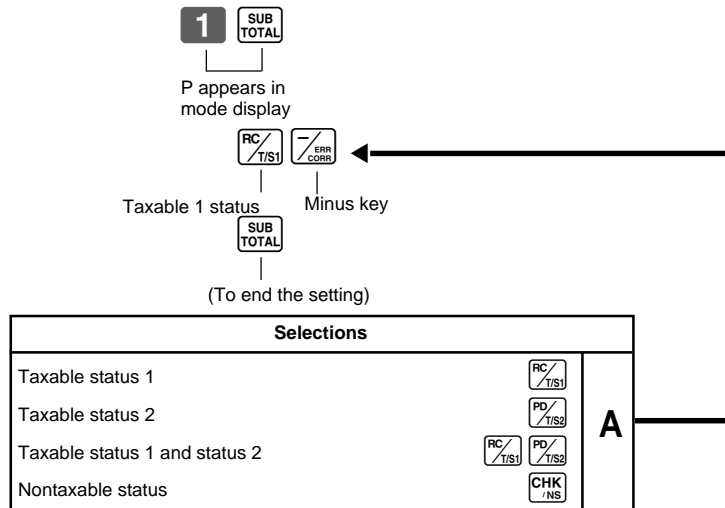 1 SUB TOTAL
P appears in
mode display
RC/T/S1 −/ERR CORR
Taxable 1 status Minus key
SUB TOTAL
(To end the setting)
Selections
Taxable status 1 RC/T/S1
Taxable status 2 PD/T/S2
Taxable status 1 and status 2 RC/T/S1 PD/T/S2
Nontaxable status CHK/NS
A